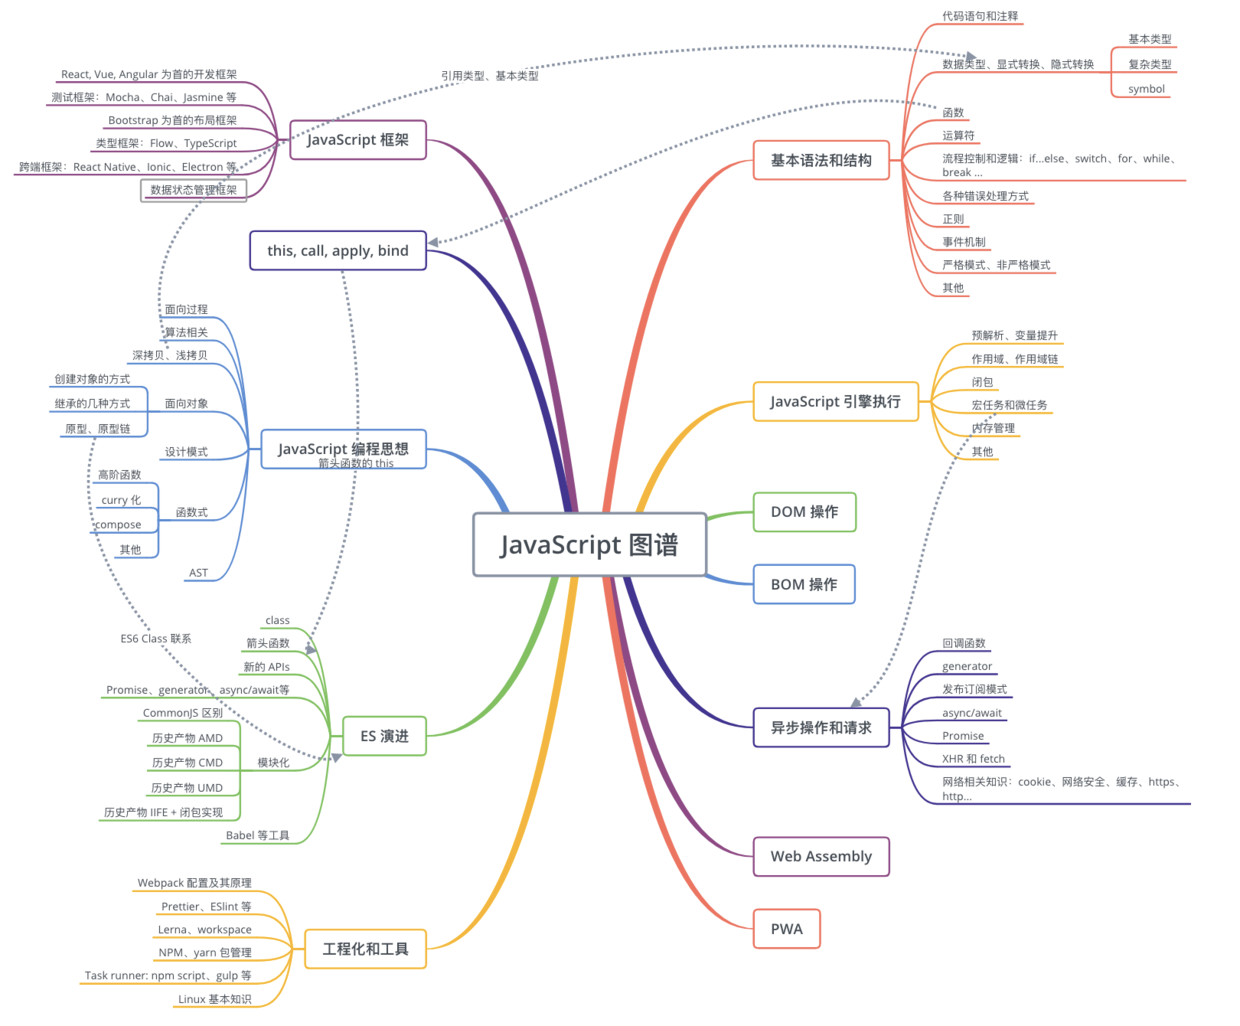 JavaScript 图谱
基本语法和结构
代码语句和注释
数据类型、显式转换、隐式转换
基本类型
复杂类型
symbol
函数
运算符
流程控制和逻辑：if...else、switch、for、while、
break ...
各种错误处理方式
正则
事件机制
严格模式、非严格模式
其他
JavaScript 引擎执行
预解析、变量提升
作用域、作用域链
闭包
宏任务和微任务
内存管理
其他
DOM 操作
BOM 操作
异步操作和请求
回调函数
generator
发布订阅模式
async/await
Promise
XHR 和 fetch
网络相关知识：cookie、网络安全、缓存、https、
http...
Web Assembly
PWA
JavaScript 框架
React, Vue, Angular 为首的开发框架
测试框架：Mocha、Chai、Jasmine 等
Bootstrap 为首的布局框架
类型框架：Flow、TypeScript
跨端框架：React Native、Ionic、Electron 等
数据状态管理框架
引用类型、基本类型
this, call, apply, bind
JavaScript 编程思想
箭头函数的 this
面向过程
算法相关
深拷贝、浅拷贝
面向对象
创建对象的方式
继承的几种方式
原型、原型链
设计模式
函数式
高阶函数
curry 化
compose
其他
AST
ES6 Class 联系
ES 演进
class
箭头函数
新的 APIs
Promise、generator、async/await等
模块化
CommonJS 区别
历史产物 AMD
历史产物 CMD
历史产物 UMD
历史产物 IIFE + 闭包实现
Babel 等工具
工程化和工具
Webpack 配置及其原理
Prettier、ESlint 等
Lerna、workspace
NPM、yarn 包管理
Task runner: npm script、gulp 等
Linux 基本知识